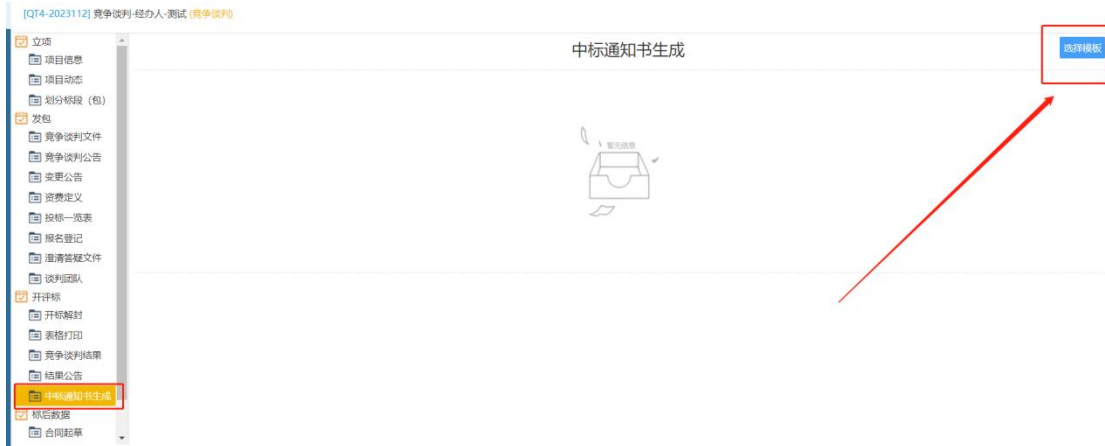 [QT4-2023112] 竞争谈判-经办人-测试 (竞争谈判)
立项
项目信息
项目动态
划分标段（包）
发包
竞争谈判文件
竞争谈判公告
变更公告
资费定义
投标一览表
报名登记
澄清答疑文件
谈判团队
开评标
开标解封
表格打印
竞争谈判结果
结果公告
中标通知书生成
标后数据
合同起草
中标通知书生成
选择模板
暂无信息